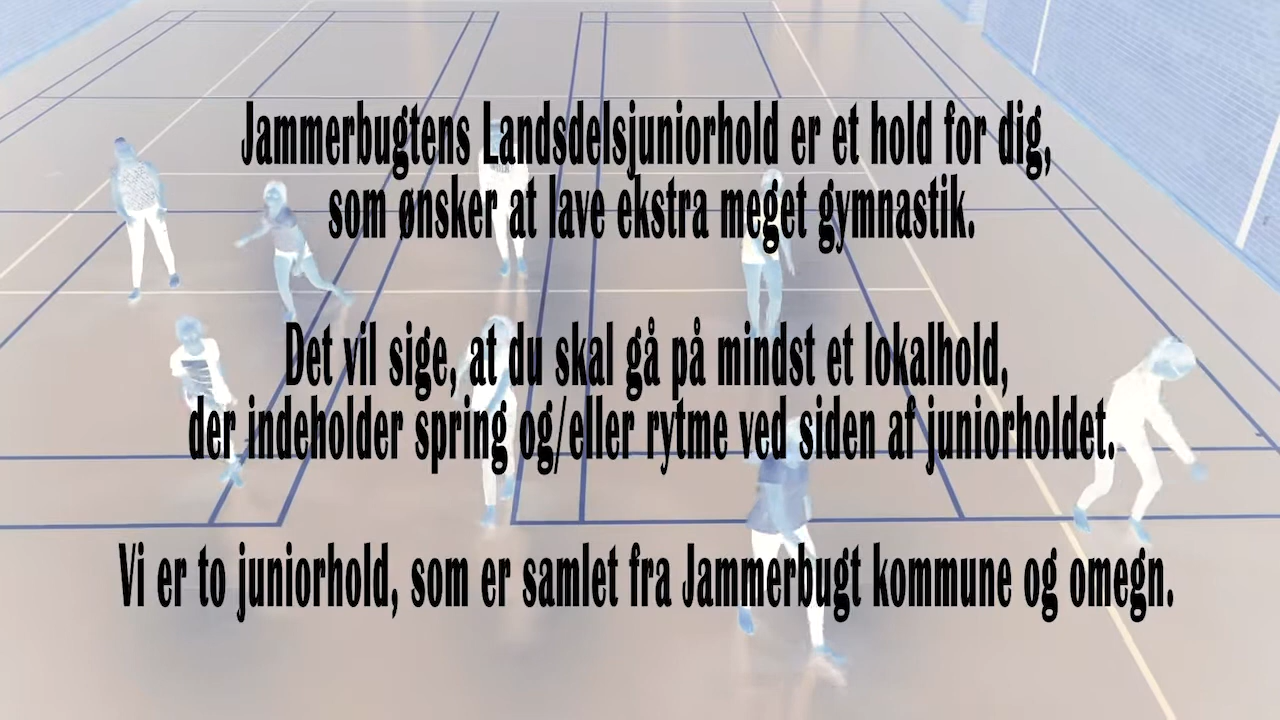 Jammerbugtens Landsdelsjuniorhold er et hold for dig,
som ønsker at lave ekstra meget gymnastik.
Det vil sige, at du skal gå på mindst et lokalhold,
der indeholder spring og/eller rytme ved siden af juniorholdet.
Vi er to juniorhold, som er samlet fra Jammerbugt kommune og omegn.